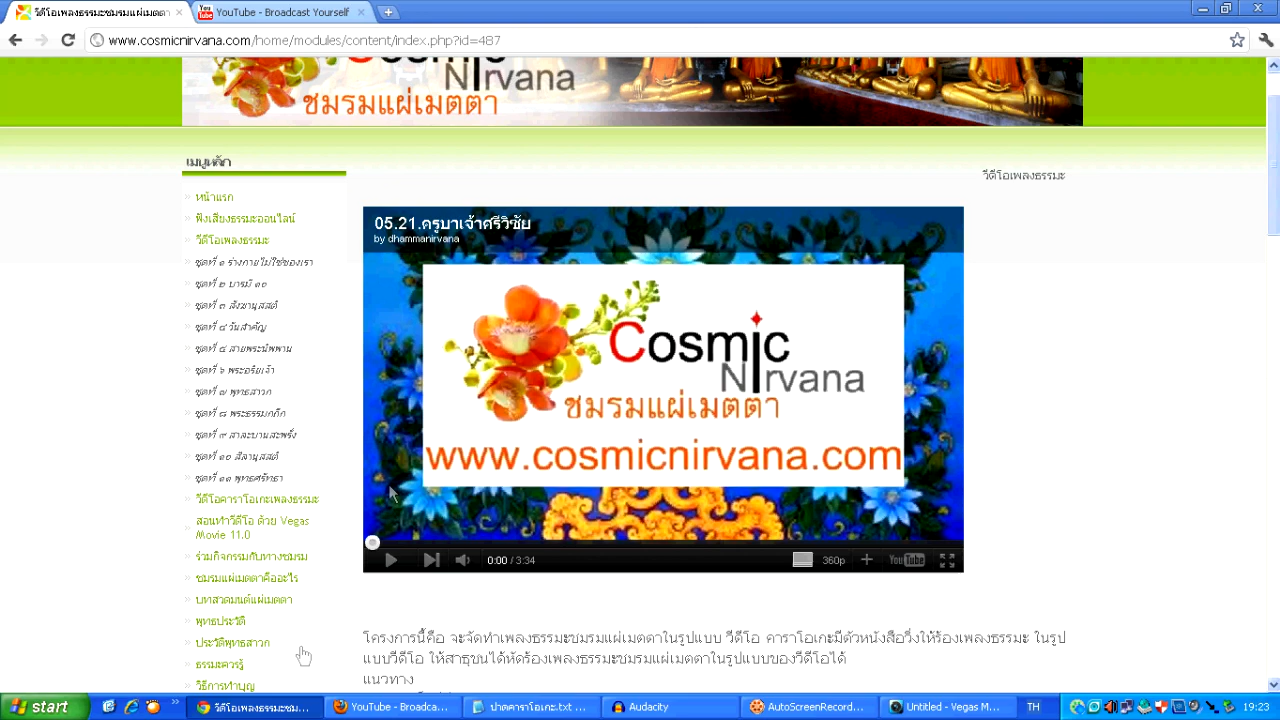 วีดีโอเพลงธรรมะชมรมแผ่เมตตา
YouTube - Broadcast Yourself
www.cosmicnirvana.com/home/modules/content/index.php?id=487
Cosmic
Nirvana
ชมรมแผ่เมตตา
เมนูหลัก
วีดีโอเพลงธรรมะ
หน้าแรก
ฟังเสียงธรรมะออนไลน์
วีดีโอเพลงธรรมะ
ชุดที่ ๑ ร่างกายไม่ใช่ของเรา
ชุดที่ ๒ บารมี ๑๐
ชุดที่ ๓ สังฆานุสสติ
ชุดที่ ๔ วันสำคัญ
ชุดที่ ๕ สายพระนิพพาน
ชุดที่ ๖ พระอริยเจ้า
ชุดที่ ๗ พุทธสาวก
ชุดที่ ๘ พระธรรมกถึก
ชุดที่ ๙ สาละบานสะพรั่ง
ชุดที่ ๑๐ สีลานุสสติ
ชุดที่ ๑๑ พุทธศรัทธา
วีดีโอคาราโอเกะเพลงธรรมะ
สอนทำวีดีโอ ด้วย Vegas
Movie 11.0
ร่วมกิจกรรมกับทางชมรม
ชมรมแผ่เมตตาคืออะไร
บทสวดมนต์แผ่เมตตา
พุทธประวัติ
ประวัติพุทธสาวก
ธรรมะควรรู้
วิธีการทำบุญ
05.21.ครูบาเจ้าศรีวิชัย
by dhammanirvana
Cosmic
Nirvana
ชมรมแผ่เมตตา
www.cosmicnirvana.com
0:00 / 3:34
360p
YouTube
โครงการนี้คือ จะจัดทำเพลงธรรมะชมรมแผ่เมตตาในรูปแบบ วีดีโอ คาราโอเกะมีตัวหนังสือวิ่งให้ร้องเพลงธรรมะ ในรูป
แบบวีดีโอ ให้สาธุชนได้หัดร้องเพลงธรรมะชมรมแผ่เมตตาในรูปแบบของวีดีโอได้
แนวทาง
start
วีดีโอเพลงธรรมะชม...
YouTube - Broadca...
ปาดคาราโอเกะ.txt ...
Audacity
AutoScreenRecord...
Untitled - Vegas M...
TH
19:23